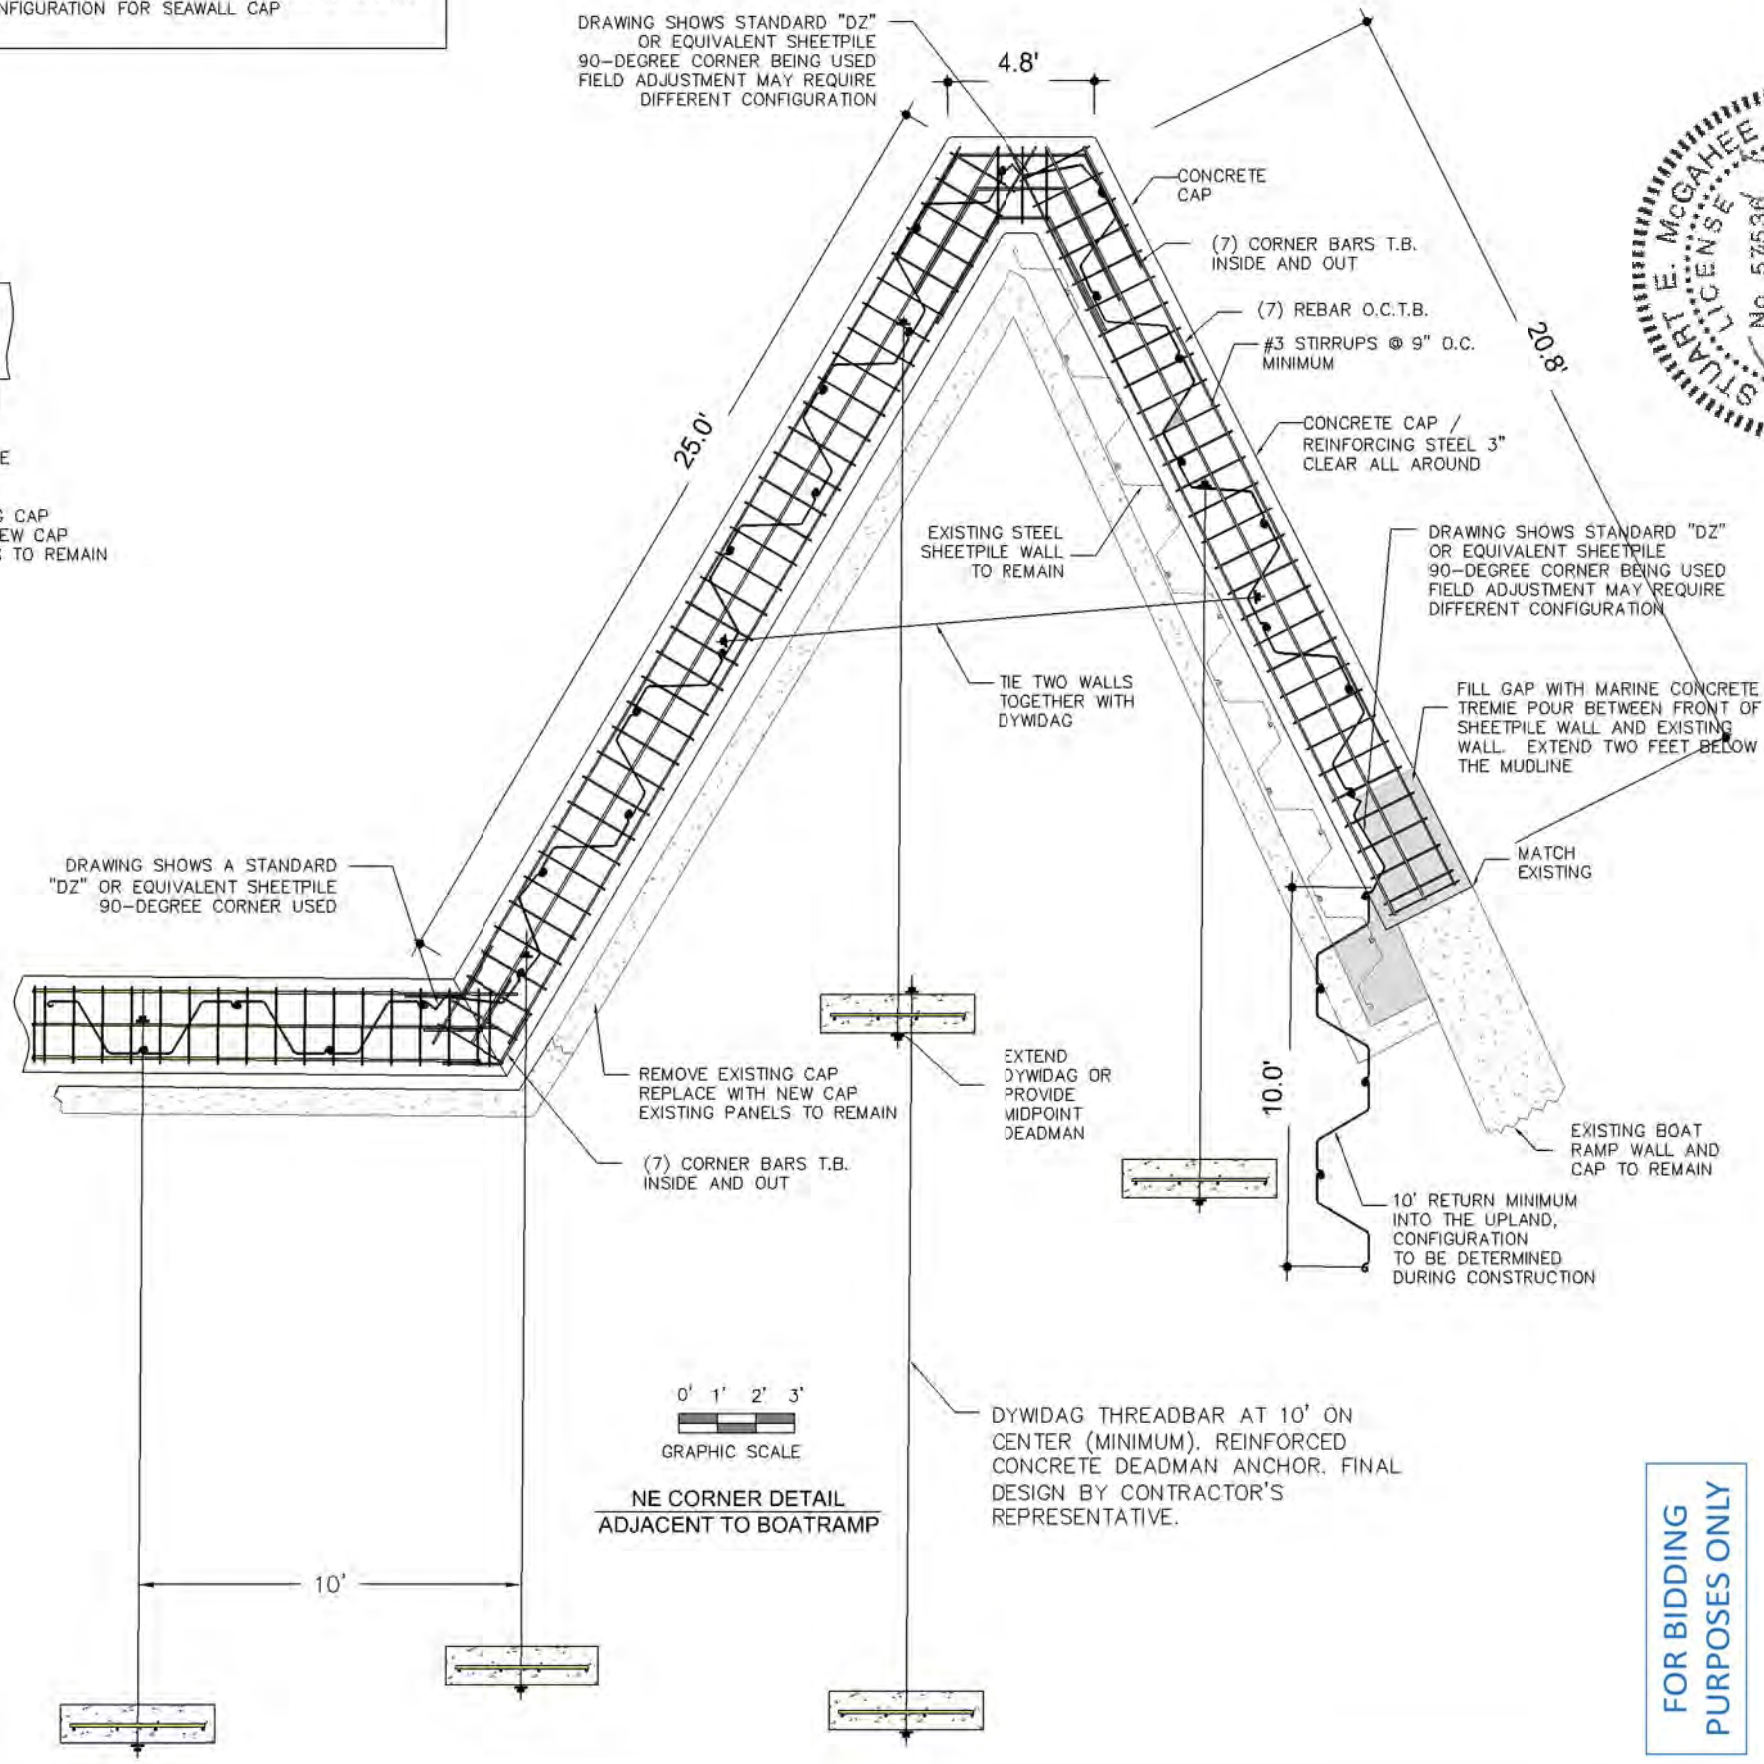 CONFIGURATION FOR SEAWALL CAP
DRAWING SHOWS STANDARD "DZ"
OR EQUIVALENT SHEETPILE
90-DEGREE CORNER BEING USED
FIELD ADJUSTMENT MAY REQUIRE
DIFFERENT CONFIGURATION
4.8'
CONCRETE
CAP
(7) CORNER BARS T.B.
INSIDE AND OUT
(7) REBAR O.C.T.B.
#3 STIRRUPS @ 9" O.C.
MINIMUM
CONCRETE CAP /
REINFORCING STEEL 3"
CLEAR ALL AROUND
20.8'
25.0'
STUART E. McGAHEE
LICENSE
No. 57536
E
CAP
EW CAP
TO REMAIN
EXISTING STEEL
SHEETPILE WALL
TO REMAIN
DRAWING SHOWS STANDARD "DZ"
OR EQUIVALENT SHEETPILE
90-DEGREE CORNER BEING USED
FIELD ADJUSTMENT MAY REQUIRE
DIFFERENT CONFIGURATION
TIE TWO WALLS
TOGETHER WITH
DYWIDAG
FILL GAP WITH MARINE CONCRETE
TREMIE POUR BETWEEN FRONT OF
SHEETPILE WALL AND EXISTING
WALL. EXTEND TWO FEET BELOW
THE MUDLINE
MATCH
EXISTING
DRAWING SHOWS A STANDARD
"DZ" OR EQUIVALENT SHEETPILE
90-DEGREE CORNER USED
REMOVE EXISTING CAP
REPLACE WITH NEW CAP
EXISTING PANELS TO REMAIN
(7) CORNER BARS T.B.
INSIDE AND OUT
EXTEND
DYWIDAG OR
PROVIDE
MIDPOINT
DEADMAN
10.0'
EXISTING BOAT
RAMP WALL AND
CAP TO REMAIN
10' RETURN MINIMUM
INTO THE UPLAND,
CONFIGURATION
TO BE DETERMINED
DURING CONSTRUCTION
0' 1' 2' 3'
GRAPHIC SCALE
NE CORNER DETAIL
ADJACENT TO BOATRAMP
DYWIDAG THREADBAR AT 10' ON
CENTER (MINIMUM). REINFORCED
CONCRETE DEADMAN ANCHOR. FINAL
DESIGN BY CONTRACTOR'S
REPRESENTATIVE.
10'
FOR BIDDING
PURPOSES ONLY